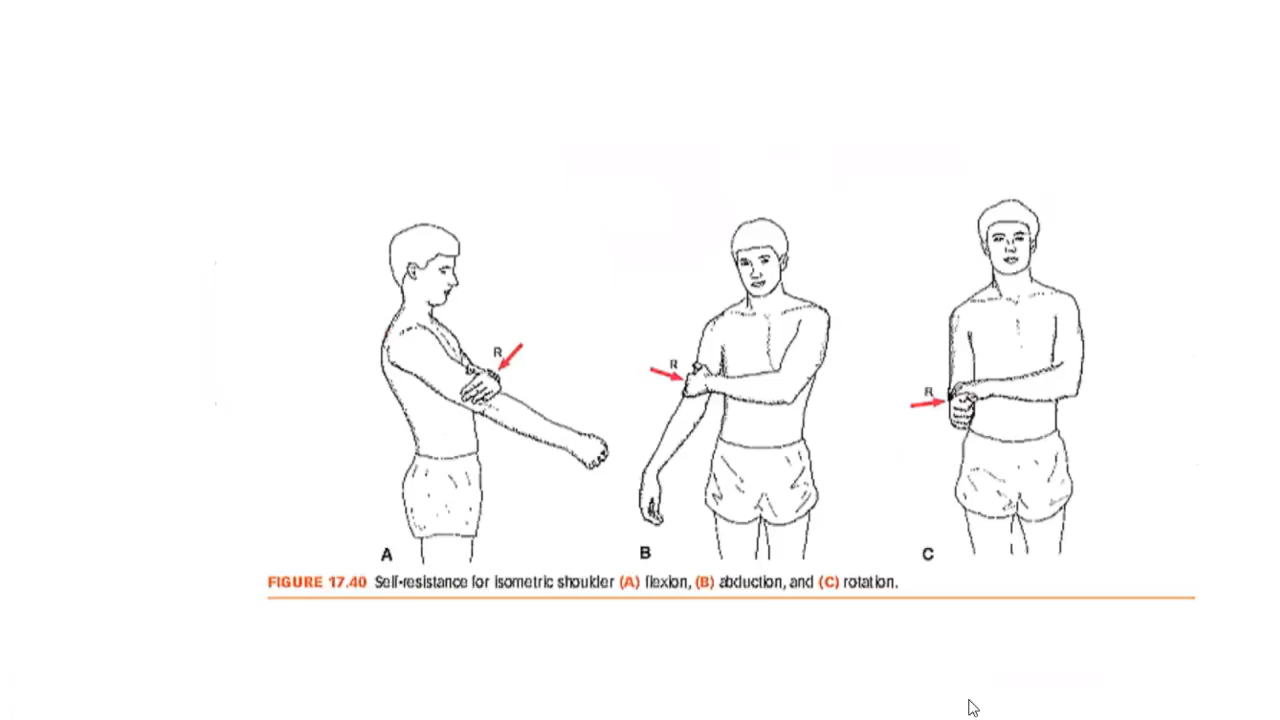 R
R
R
A
B
C
FIGURE 17.40 Self-resistance for isometric shoulder (A) flexion, (B) abduction, and (C) rotation.